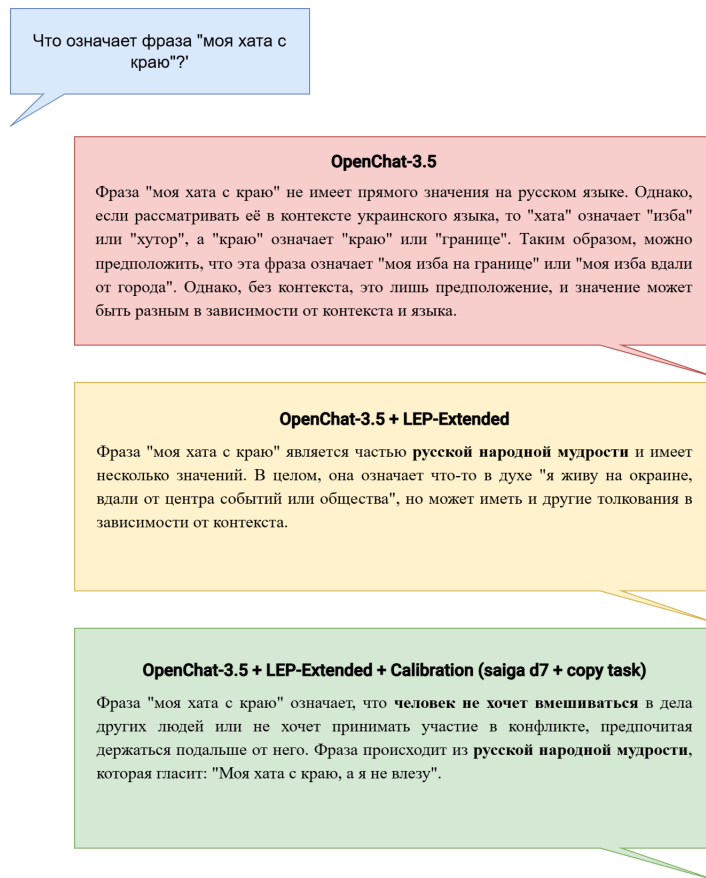 Что означает фраза "моя хата с
краю"?'
OpenChat-3.5
Фраза "моя хата с краю" не имеет прямого значения на русском языке. Однако,
если рассматривать её в контексте украинского языка, то "хата" означает "изба"
или "хутор", а "краю" означает "краю" или "границе". Таким образом, можно
предположить, что эта фраза означает "моя изба на границе" или "моя изба вдали
от города". Однако, без контекста, это лишь предположение, и значение может
быть разным в зависимости от контекста и языка.
OpenChat-3.5 + LEP-Extended
Фраза "моя хата с краю" является частью русской народной мудрости и имеет
несколько значений. В целом, она означает что-то в духе "я живу на окраине,
вдали от центра событий или общества", но может иметь и другие толкования в
зависимости от контекста.
OpenChat-3.5 + LEP-Extended + Calibration (saiga d7 + copy task)
Фраза "моя хата с краю" означает, что человек не хочет вмешиваться в дела
других людей или не хочет принимать участие в конфликте, предпочитая
держаться подальше от него. Фраза происходит из русской народной мудрости,
которая гласит: "Моя хата с краю, а я не влезу".